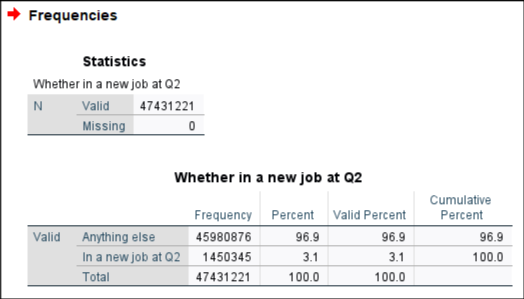 Frequencies
Statistics
Whether in a new job at Q2
N Valid 47431221
Missing 0
Whether in a new job at Q2
Frequency Percent Valid Percent Cumulative Percent
Valid Anything else 45980876 96.9 96.9 96.9
In a new job at Q2 1450345 3.1 3.1 100.0
Total 47431221 100.0 100.0